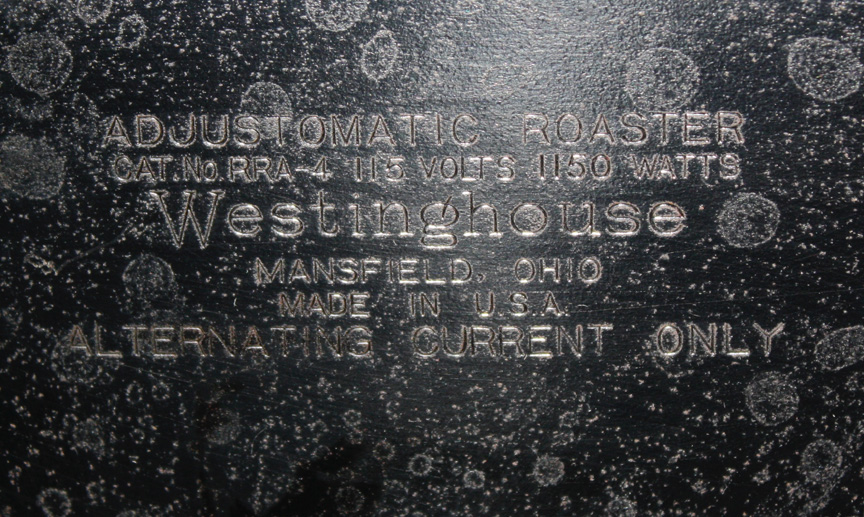 ADJUSTOMATIC ROASTER
CAT. No. RRA-4 115 VOLTS 1150 WATTS
Westinghouse
MANSFIELD, OHIO
MADE IN U.S.A.
ALTERNATING CURRENT ONLY